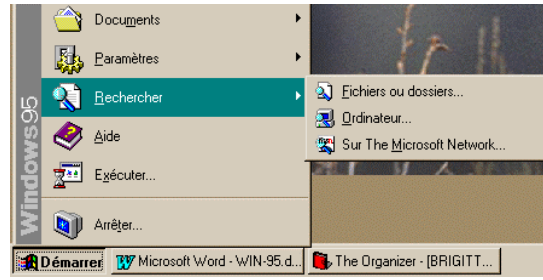 Documents
Paramètres
Rechercher
Aide
Exécuter...
Arrêter...
Windows95
Fichiers ou dossiers...
Ordinateur...
Sur The Microsoft Network...
Démarrer
Microsoft Word - WIN-95.d...
The Organizer - [BRIGITT...